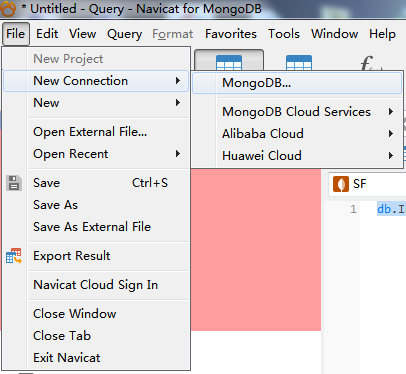 * Untitled - Query - Navicat for MongoDB
File Edit View Query Format Favorites Tools Window Help
New Project
New Connection
New
Open External File...
Open Recent
Save Ctrl+S
Save As
Save As External File
Export Result
Navicat Cloud Sign In
Close Window
Close Tab
Exit Navicat
MongoDB...
MongoDB Cloud Services
Alibaba Cloud
Huawei Cloud
SF
1 db.I